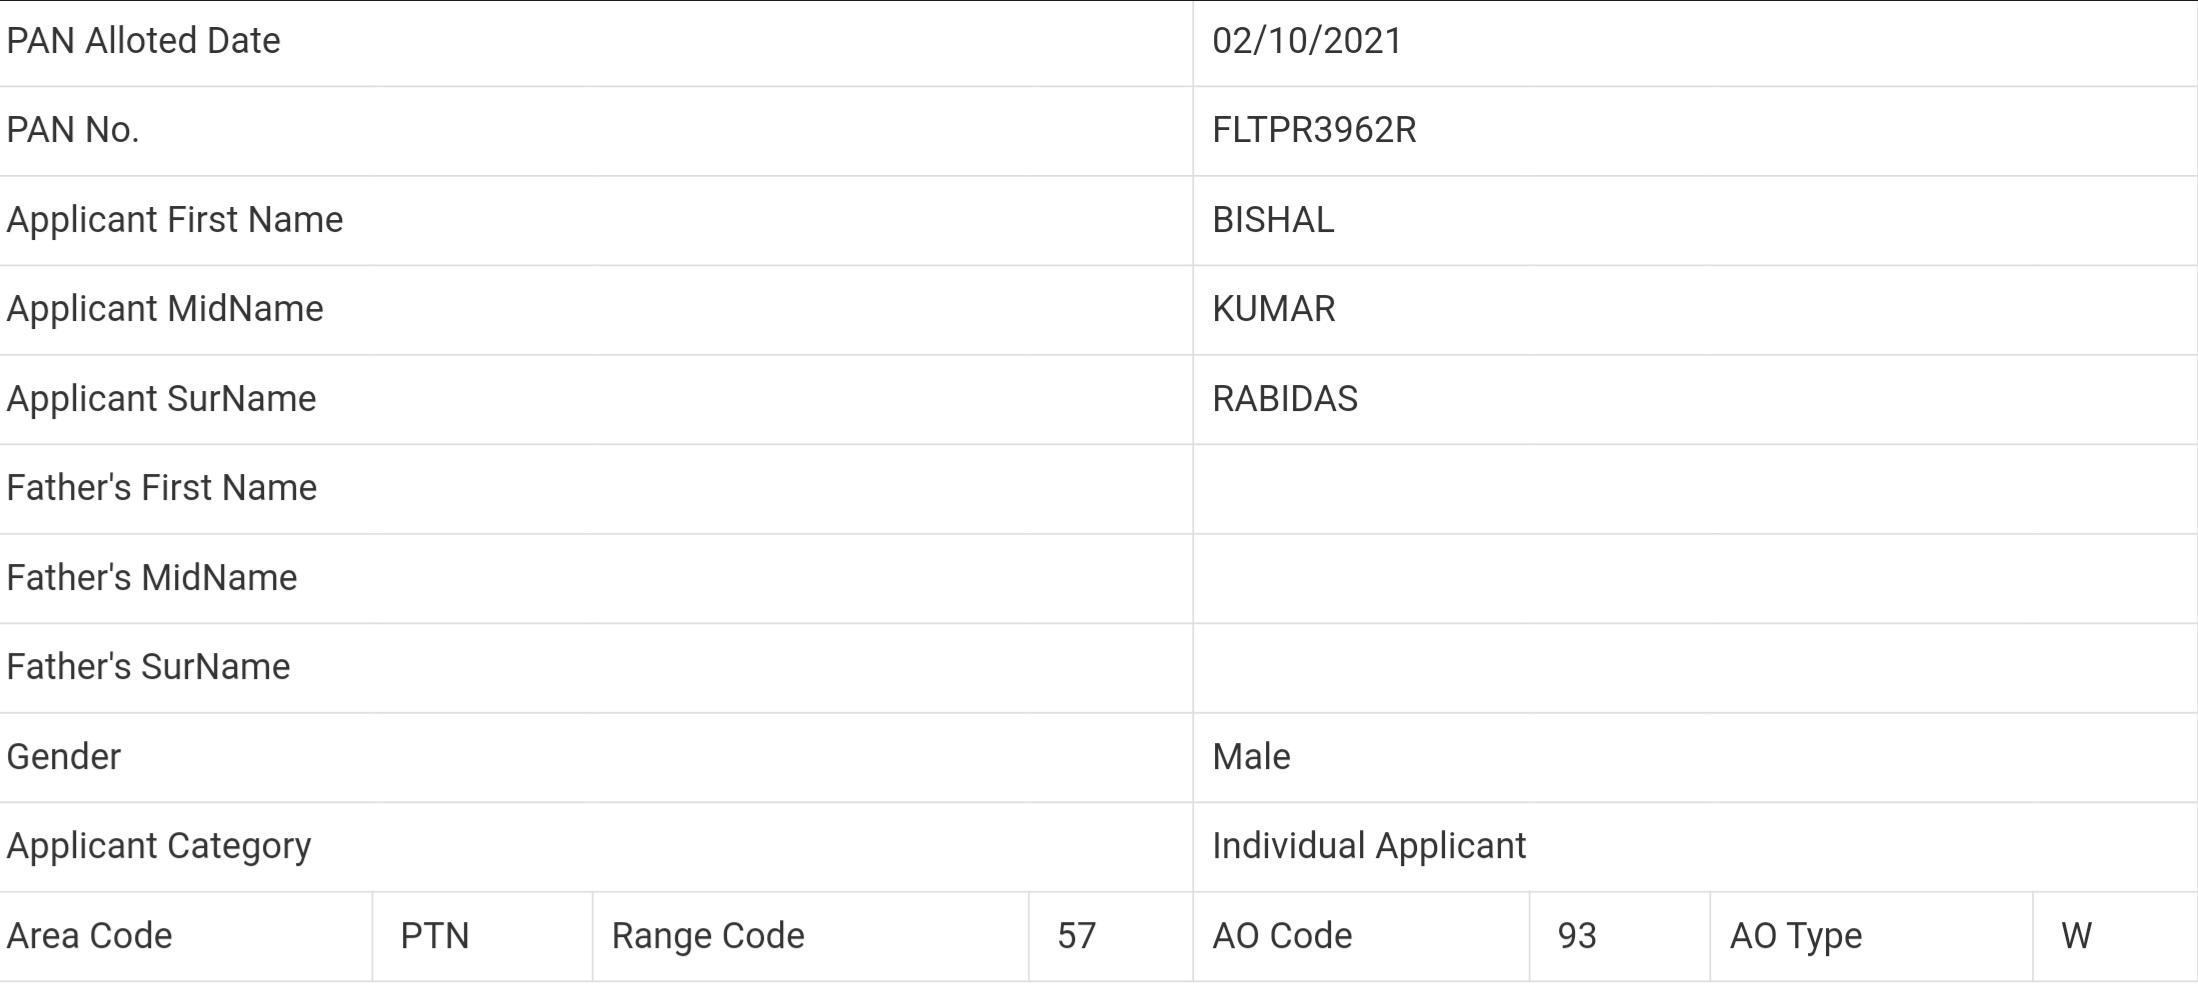 PAN Alloted Date 02/10/2021
PAN No. FLTPR3962R
Applicant First Name BISHAL
Applicant MidName KUMAR
Applicant SurName RABIDAS
Father's First Name
Father's MidName
Father's SurName
Gender Male
Applicant Category Individual Applicant
Area Code PTN Range Code 57 AO Code 93 AO Type W